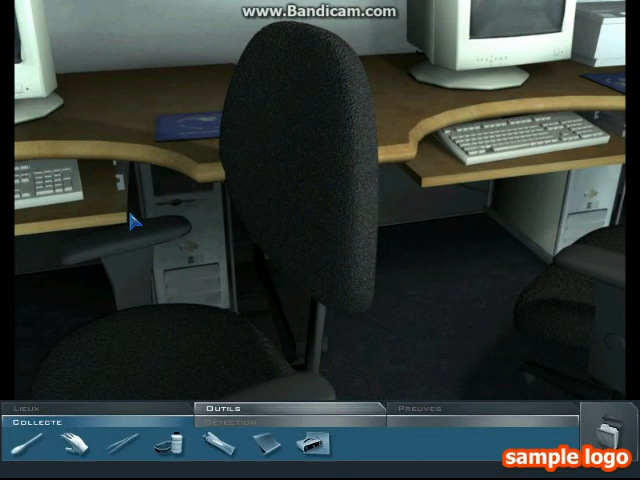 www.Bandicam.com
LIEUX OUTILS PREUVES
COLLECTE DÉTECTION
sample logo